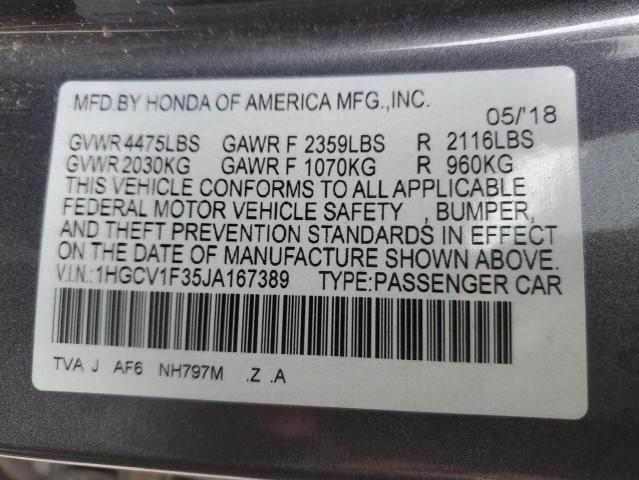 MFD.BY HONDA OF AMERICA MFG.,INC.
05/'18
GVWR 4475LBS GAWR F 2359LBS R 2116LBS
GVWR 2030KG GAWR F 1070KG R 960KG
THIS VEHICLE CONFORMS TO ALL APPLICABLE
FEDERAL MOTOR VEHICLE SAFETY , BUMPER,
AND THEFT PREVENTION STANDARDS IN EFFECT
ON THE DATE OF MANUFACTURE SHOWN ABOVE.
V.I.N.:1HGCV1F35JA167389 TYPE:PASSENGER CAR
TVA J AF6 NH797M .Z .A